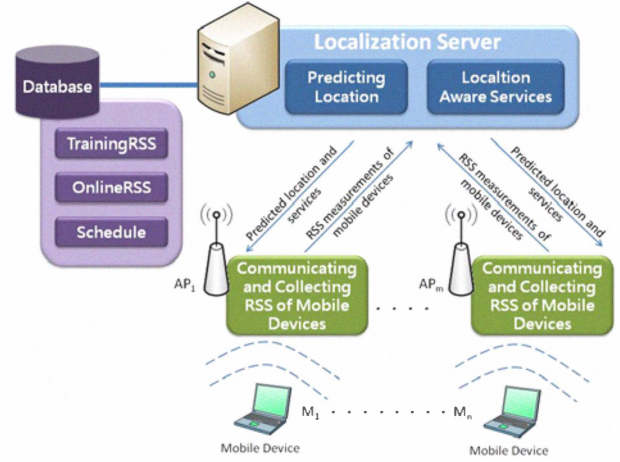 Localization Server
Database
Predicting
Location
Localtion
Aware Services
TrainingRSS
OnlineRSS
Schedule
Predicted location and
services
RSS measurements of
mobile devices
RSS measurements of
mobile devices
Predicted location and
services
AP1
Communicating
and Collecting
RSS of Mobile
Devices
. . . .
APm
Communicating
and Collecting
RSS of Mobile
Devices
M1 . . . . . . . . Mn
Mobile Device
Mobile Device